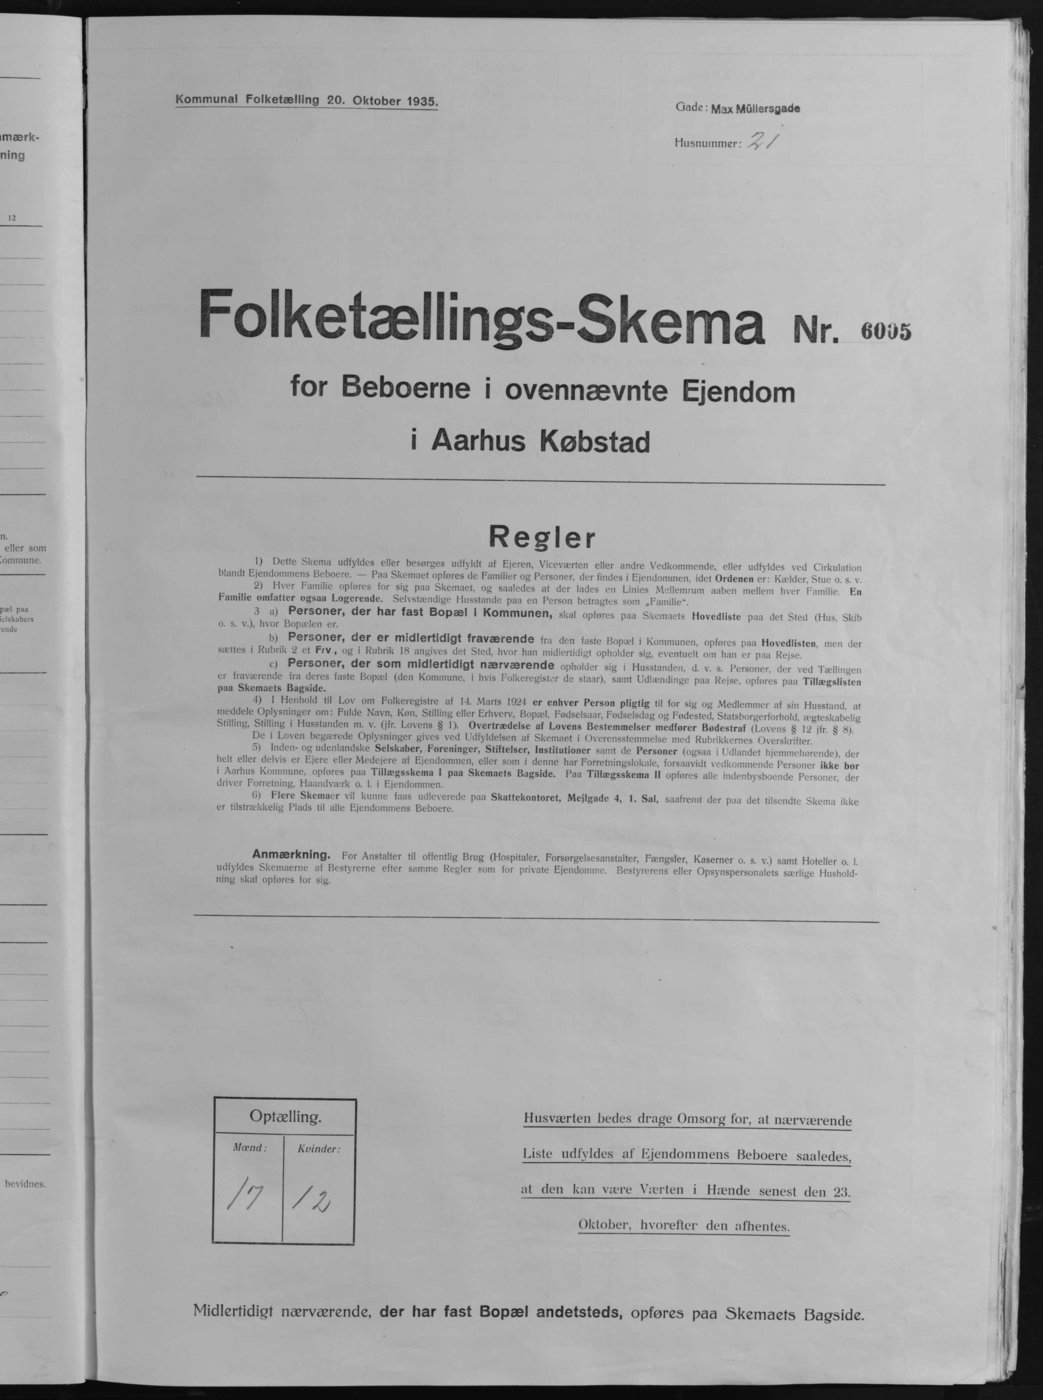 Kommunal Folketælling 20. Oktober 1935.
Gade: Max Müllersgade
Husnummer: 21
Folketællings-Skema Nr. 6005
for Beboerne i ovennævnte Ejendom
i Aarhus Købstad
Regler
1) Dette Skema udfyldes eller besørges udfyldt af Ejeren, Viceværten eller andre Vedkommende, eller udfyldes ved Cirkulation
blandt Ejendommens Beboere. — Paa Skemaet opføres de Familier og Personer, der findes i Ejendommen, idet Ordenen er: Kælder, Stue o. s. v.
2) Hver Familie opføres for sig paa Skemaet, og saaledes at der lades en Linies Mellemrum aaben mellem hver Familie. En
Familie omfatter ogsaa Logerende. Selvstændige Husstande paa en Person betragtes som „Familie".
3 a) Personer, der har fast Bopæl i Kommunen, skal opføres paa Skemaets Hovedliste paa det Sted (Hus, Skib
o. s. v.), hvor Bopælen er.
b) Personer, der er midlertidigt fraværende fra den faste Bopæl i Kommunen, opføres paa Hovedlisten, men der
sættes i Rubrik 2 et Frv, og i Rubrik 18 angives det Sted, hvor han midlertidigt opholder sig, eventuelt om han er paa Rejse.
c) Personer, der som midlertidigt nærværende opholder sig i Husstanden, d. v. s. Personer, der ved Tællingen
er fraværende fra deres faste Bopæl (den Kommune, i hvis Folkeregister de staar), samt Udlændinge paa Rejse, opføres paa Tillægslisten
paa Skemaets Bagside.
4) I Henhold til Lov om Folkeregistre af 14. Marts 1924 er enhver Person pligtig til for sig og Medlemmer af sin Husstand, at
meddele Oplysninger om: Fulde Navn, Køn, Stilling eller Erhverv, Bopæl, Fødselsaar, Fødselsdag og Fødested, Statsborgerforhold, ægteskabelig
Stilling, Stilling i Husstanden m. v. (jfr. Lovens § 1). Overtrædelse af Lovens Bestemmelser medfører Bødestraf (Lovens § 12 jfr. § 8).
De i Loven begærede Oplysninger gives ved Udfyldelsen af Skemaet i Overensstemmelse med Rubrikkernes Overskrifter.
5) Inden- og udenlandske Selskaber, Foreninger, Stiftelser, Institutioner samt de Personer (ogsaa i Udlandet hjemmehørende), der
helt eller delvis er Ejere eller Medejere af Ejendommen, eller som i denne har Forretningslokale, forsaavidt vedkommende Personer ikke bor
i Aarhus Kommune, opføres paa Tillægsskema I paa Skemaets Bagside. Paa Tillægsskema II opføres alle indenbysboende Personer, der
driver Forretning, Haandværk o. l. i Ejendommen.
6) Flere Skemaer vil kunne faas udleverede paa Skattekontoret, Mejlgade 4, 1. Sal, saafremt der paa det tilsendte Skema ikke
er tilstrækkelig Plads til alle Ejendommens Beboere.
Anmærkning. For Anstalter til offentlig Brug (Hospitaler, Forsørgelsesanstalter, Fængsler, Kaserner o. s. v.) samt Hoteller o. l.
udfyldes Skemaerne af Bestyrerne efter samme Regler som for private Ejendomme. Bestyrerens eller Opsynspersonalets særlige Hushold-
ning skal opføres for sig.
Optælling.
Mænd: Kvinder:
17 12
Husværten bedes drage Omsorg for, at nærværende
Liste udfyldes af Ejendommens Beboere saaledes,
at den kan være Værten i Hænde senest den 23.
Oktober, hvorefter den afhentes.
Midlertidigt nærværende, der har fast Bopæl andetsteds, opføres paa Skemaets Bagside.